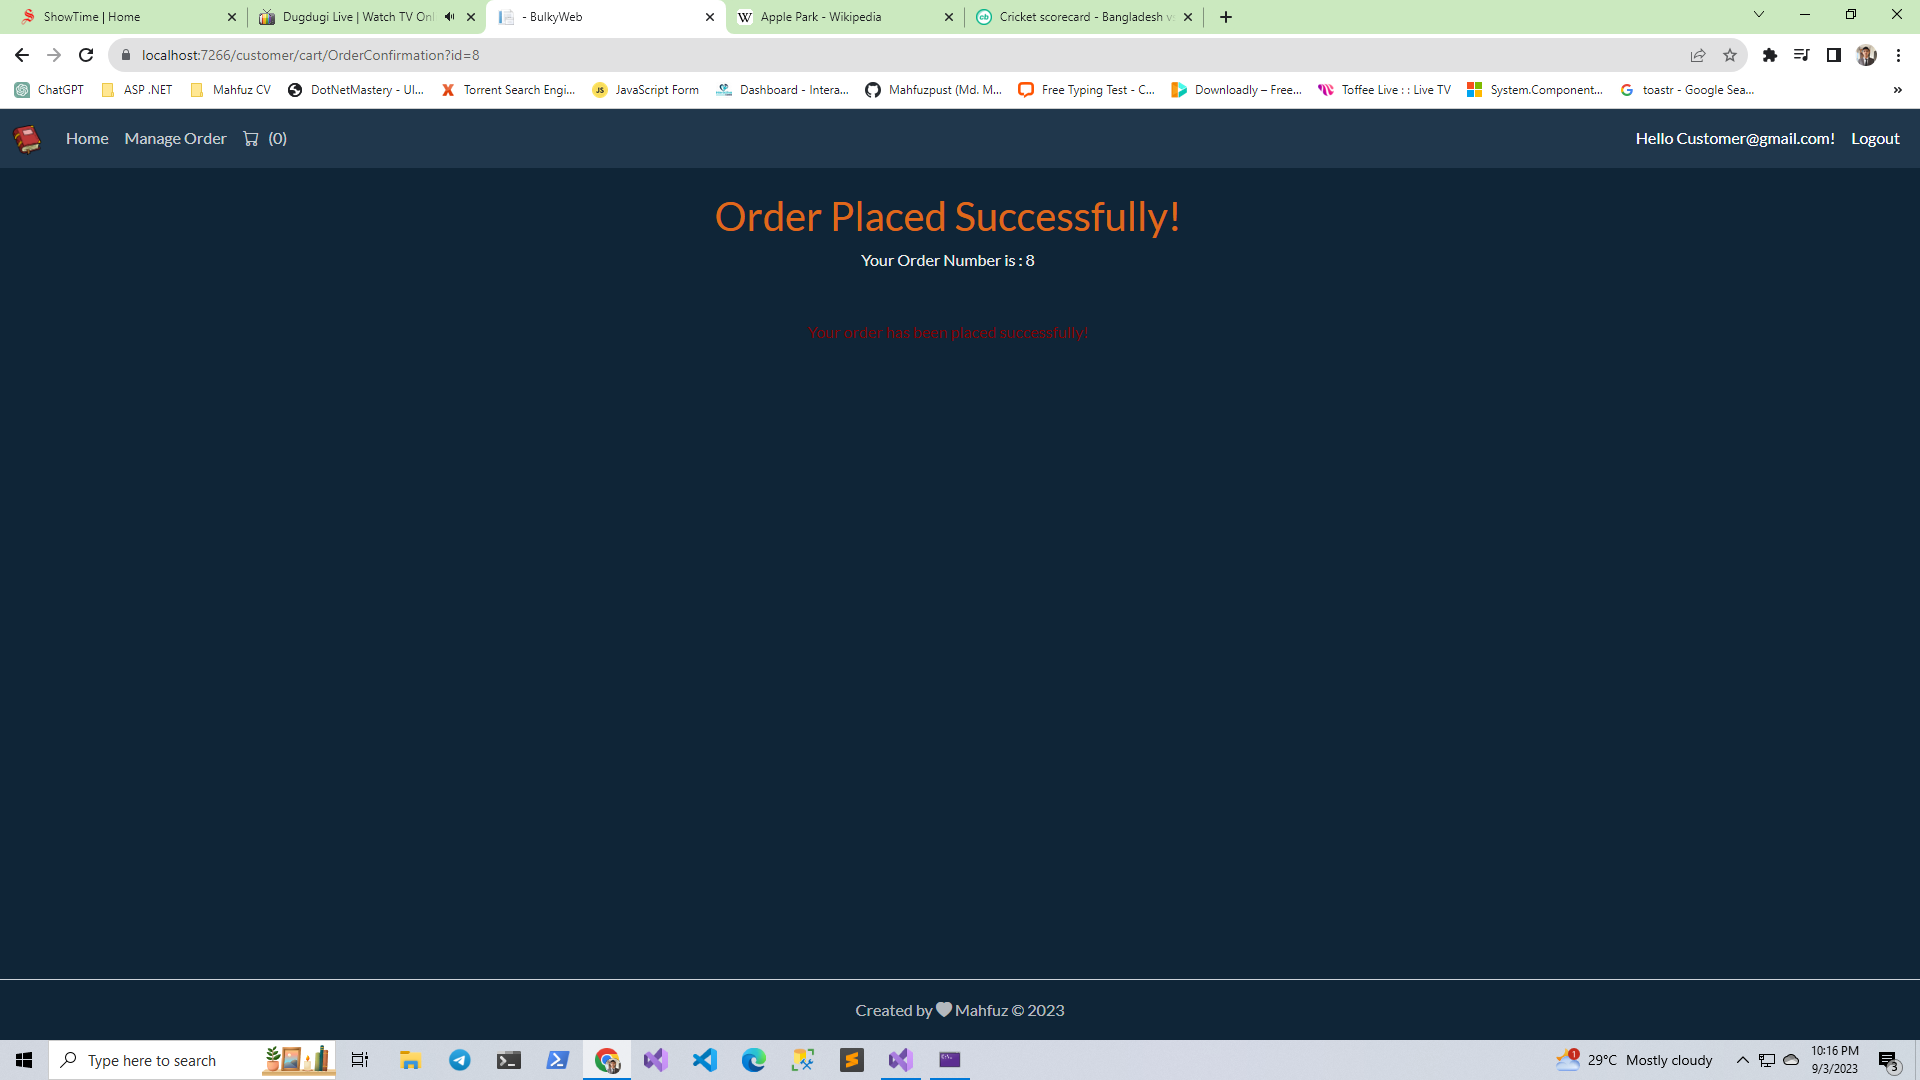 ShowTime | Home
Dugdugi Live | Watch TV Onl
- BulkyWeb
Apple Park - Wikipedia
Cricket scorecard - Bangladesh v
localhost:7266/customer/cart/OrderConfirmation?id=8
ChatGPT
ASP .NET
Mahfuz CV
DotNetMastery - UI...
Torrent Search Engi...
JS
JavaScript Form
Dashboard - Intera...
Mahfuzpust (Md. M...
Free Typing Test - C...
Downloadly – Free...
Toffee Live : : Live TV
System.Component...
toastr - Google Sea...
»
Home
Manage Order
(0)
Hello Customer@gmail.com!
Logout
Order Placed Successfully!
Your Order Number is : 8
Your order has been placed successfully!
Created by Mahfuz © 2023
Type here to search
1
29°C Mostly cloudy
10:16 PM
9/3/2023
3